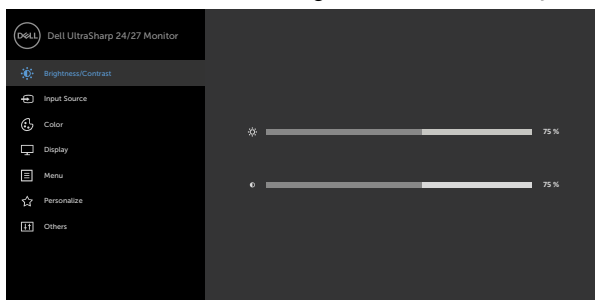 DELL
Dell UltraSharp 24/27 Monitor
Brightness/Contrast
Input Source
Color
75 %
Display
Menu
75 %
Personalize
Others